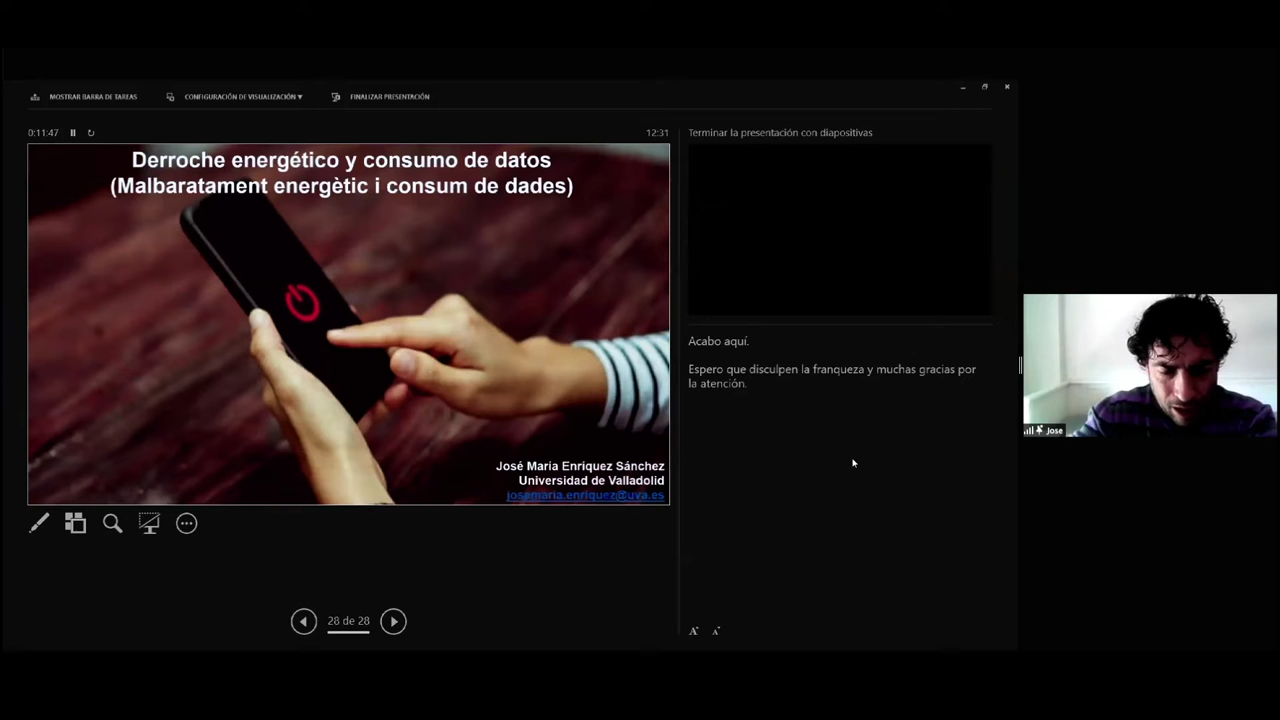 MOSTRAR BARRA DE TAREAS
CONFIGURACIÓN DE VISUALIZACIÓN ▾
FINALIZAR PRESENTACIÓN
0:11:47
12:31
Derroche energético y consumo de datos
(Malbaratament energètic i consum de dades)
José María Enríquez Sánchez
Universidad de Valladolid
josemaria.enriquez@uva.es
28 de 28
Terminar la presentación con diapositivas
Acabo aquí.
Espero que disculpen la franqueza y muchas gracias por
la atención.
A A
Jose